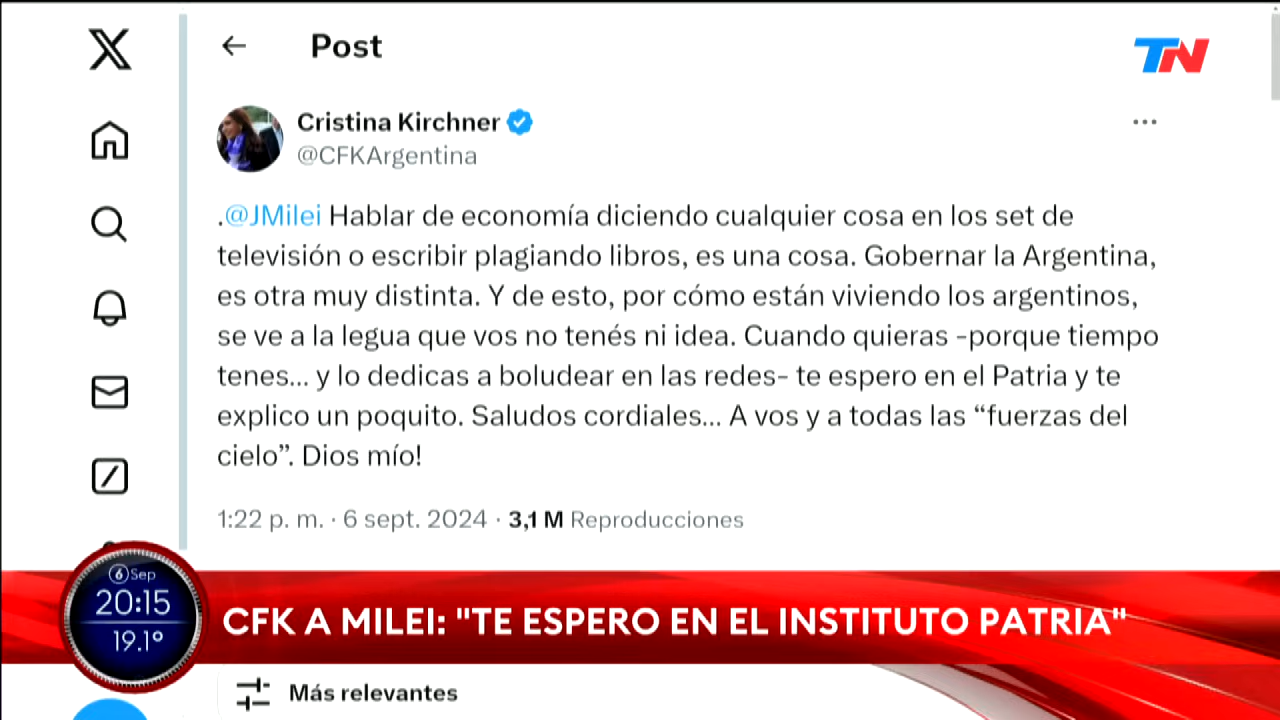 X
Post
TN
Cristina Kirchner
@CFKArgentina
.@JMilei Hablar de economía diciendo cualquier cosa en los set de
televisión o escribir plagiando libros, es una cosa. Gobernar la Argentina,
es otra muy distinta. Y de esto, por cómo están viviendo los argentinos,
se ve a la legua que vos no tenés ni idea. Cuando quieras -porque tiempo
tenes... y lo dedicas a boludear en las redes- te espero en el Patria y te
explico un poquito. Saludos cordiales... A vos y a todas las “fuerzas del
cielo”. Dios mío!
1:22 p. m. · 6 sept. 2024 · 3,1 M Reproducciones
6 Sep
20:15
19.1º
CFK A MILEI: "TE ESPERO EN EL INSTITUTO PATRIA"
Más relevantes